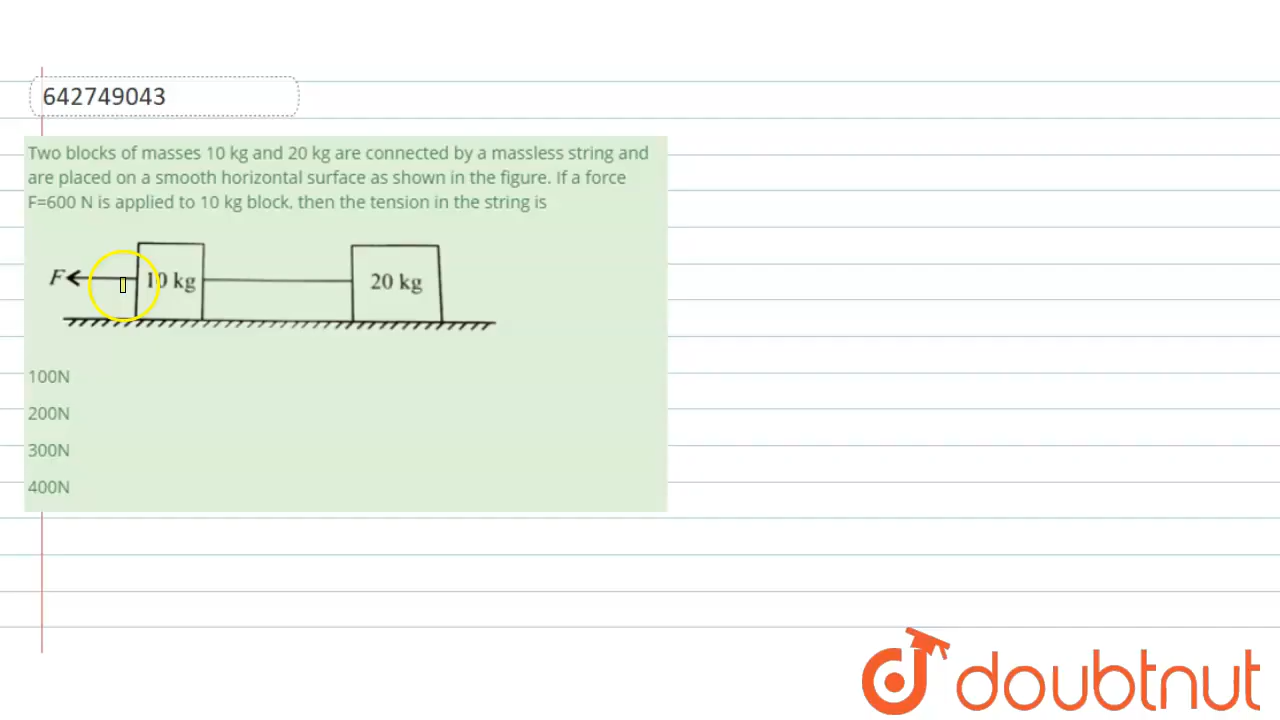 642749043
Two blocks of masses 10 kg and 20 kg are connected by a massless string and
are placed on a smooth horizontal surface as shown in the figure. If a force
F=600 N is applied to 10 kg block. then the tension in the string is
F 10 kg 20 kg
100N
200N
300N
400N
doubtnut